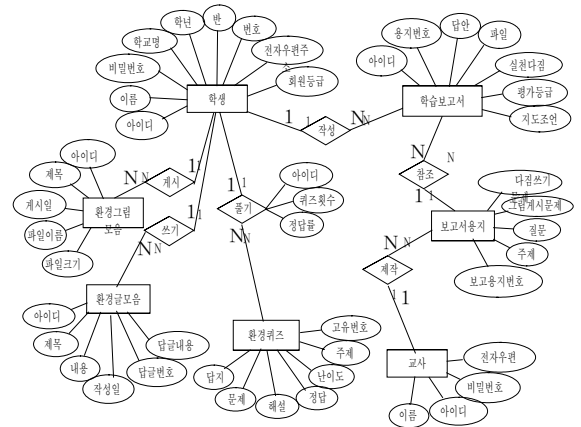 학년
반
번호
학교명
전자우편주
소
비밀번호
회원등급
이름
아이디
학생
용지번호
답안
파일
아이디
실천다짐
평가등급
지도조언
학습보고서
1
1
작성
N
N
N
N
참조
1
1
다짐쓰기
문제
그림게시문제
질문
주제
보고용지번호
보고서용지
N
N
제작
1
1
교사
전자우편
비밀번호
아이디
이름
아이디
제목
게시일
파일이름
파일크기
환경그림
모음
N
N
게시
1
1
쓰기
1
1
N
N
환경글모음
아이디
제목
내용
작성일
답글번호
답글내용
1
1
풀기
아이디
퀴즈횟수
정답률
N
N
환경퀴즈
고유번호
주제
난이도
정답
해설
문제
답지